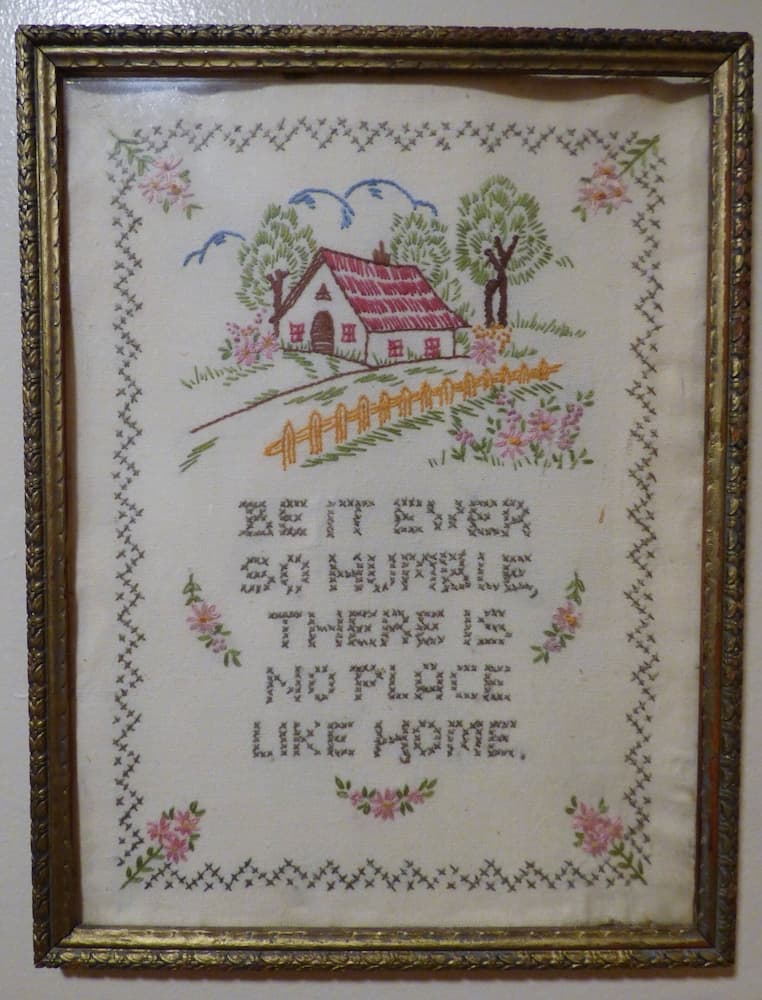 BE IT EVER
SO HUMBLE,
THERE IS
NO PLACE
LIKE HOME.